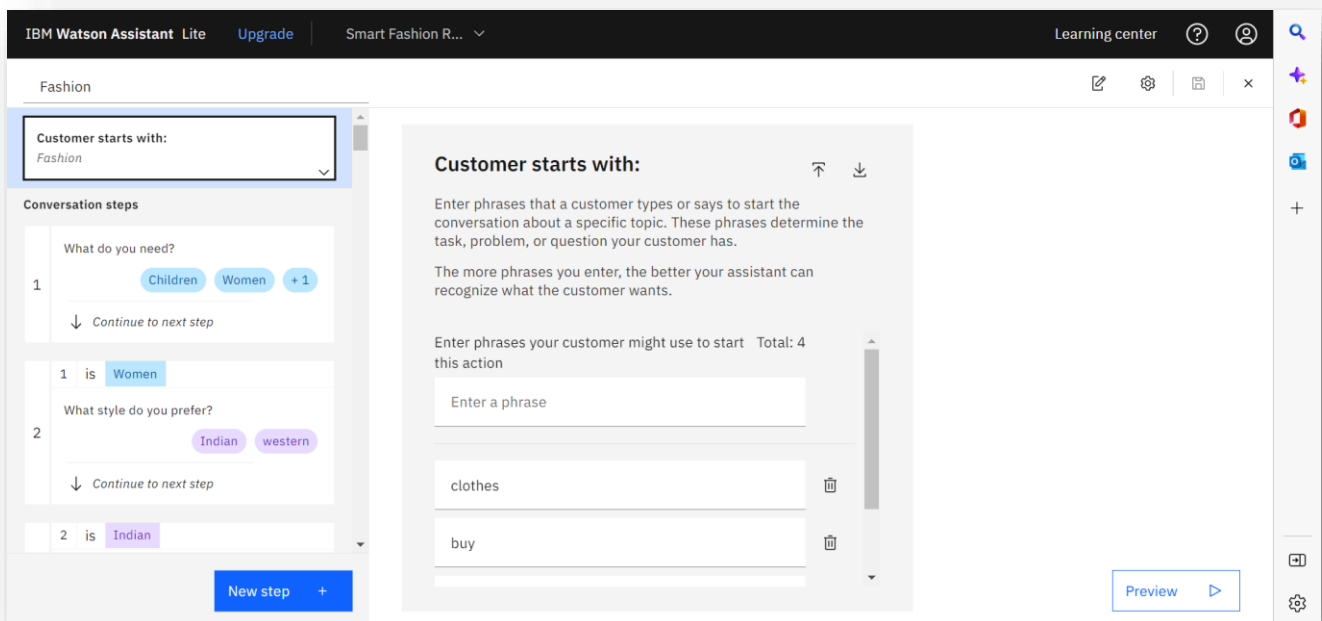 IBM Watson Assistant Lite Upgrade Smart Fashion R... Learning center
Fashion
Customer starts with:
Fashion
Conversation steps
1
What do you need?
Children Women + 1
Continue to next step
1 is Women
2
What style do you prefer?
Indian western
Continue to next step
2 is Indian
New step +
Customer starts with:
Enter phrases that a customer types or says to start the
conversation about a specific topic. These phrases determine the
task, problem, or question your customer has.
The more phrases you enter, the better your assistant can
recognize what the customer wants.
Enter phrases your customer might use to start Total: 4
this action
Enter a phrase
clothes
buy
Preview